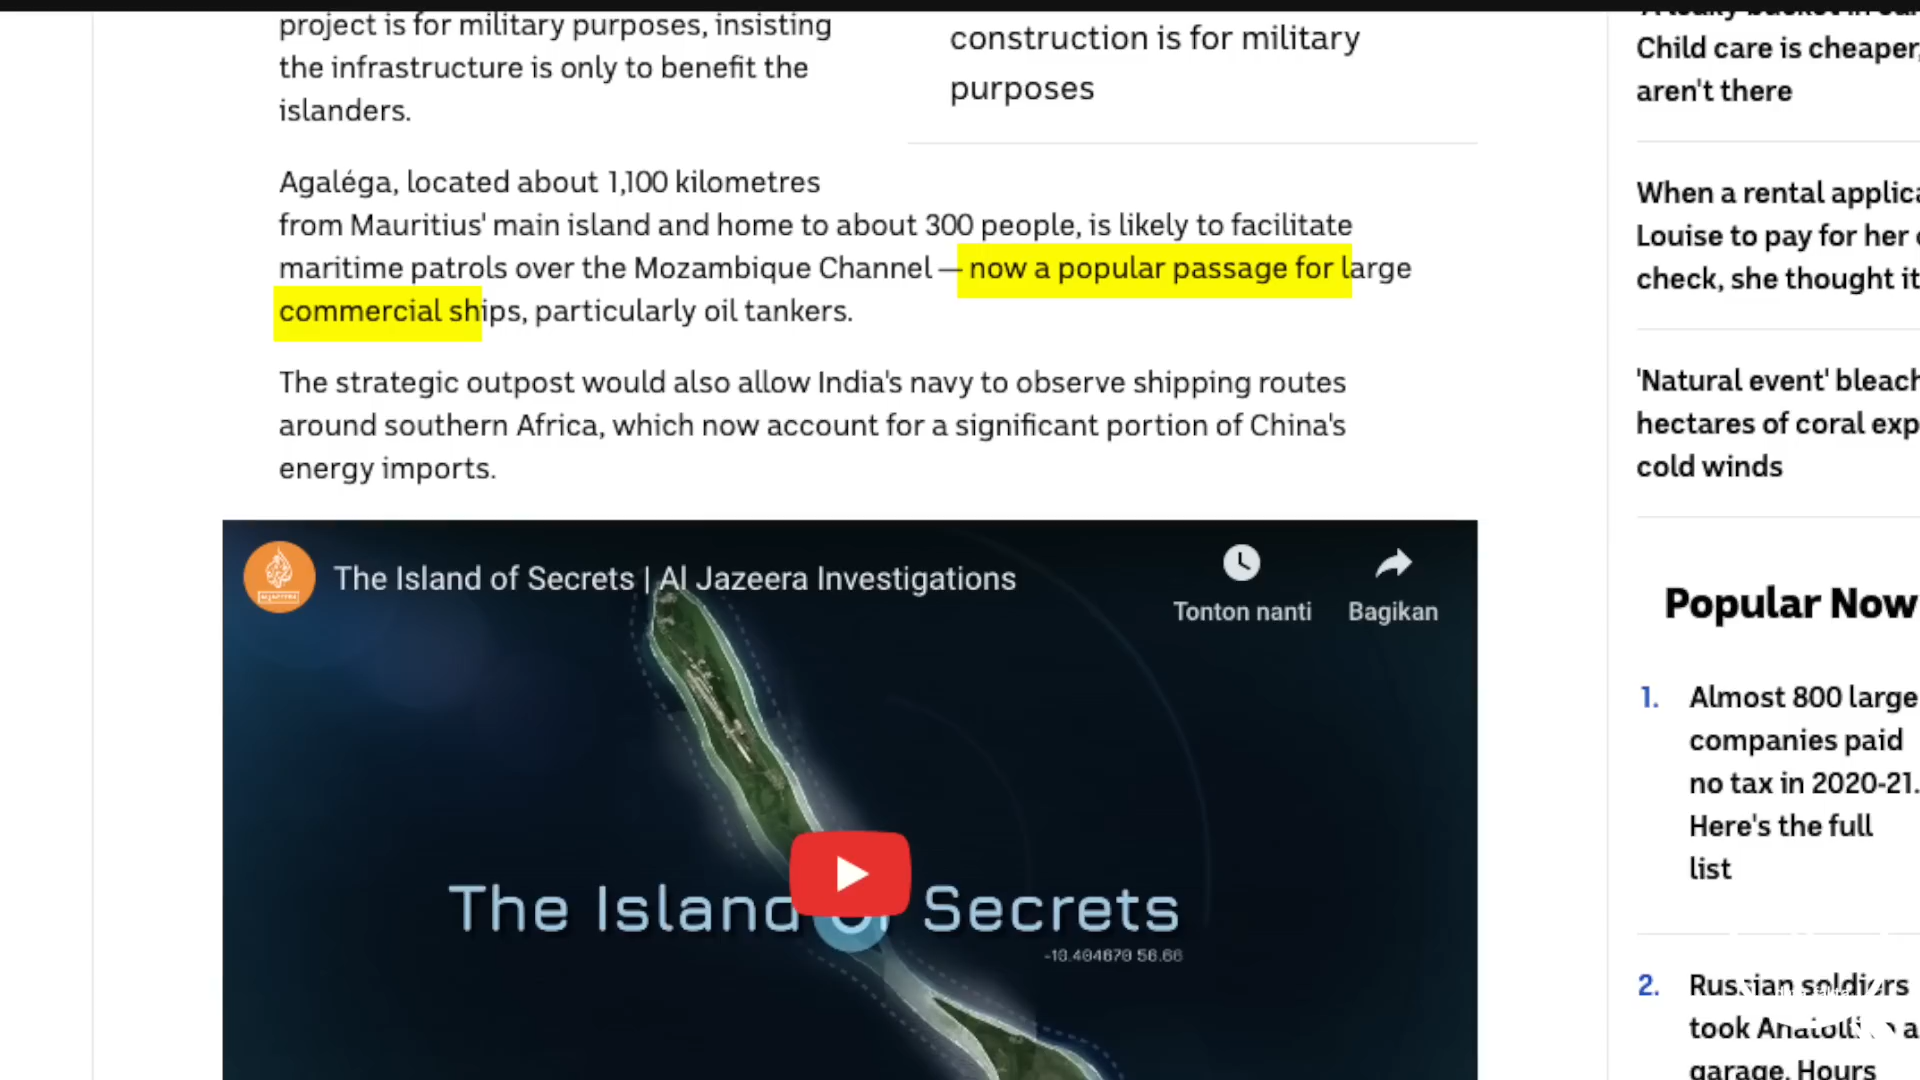 project is for military purposes, insisting
the infrastructure is only to benefit the
islanders.
construction is for military
purposes
Agaléga, located about 1,100 kilometres
from Mauritius' main island and home to about 300 people, is likely to facilitate
maritime patrols over the Mozambique Channel — now a popular passage for large
commercial ships, particularly oil tankers.
The strategic outpost would also allow India's navy to observe shipping routes
around southern Africa, which now account for a significant portion of China's
energy imports.
The Island of Secrets | Al Jazeera Investigations
Tonton nanti
Bagikan
The Island of Secrets
Child care is cheaper,
aren't there
When a rental applica
Louise to pay for her
check, she thought it
'Natural event' bleach
hectares of coral exp
cold winds
Popular Now
1. Almost 800 large
companies paid
no tax in 2020-21.
Here's the full
list
2. Russian soldiers
took
garage. Hours